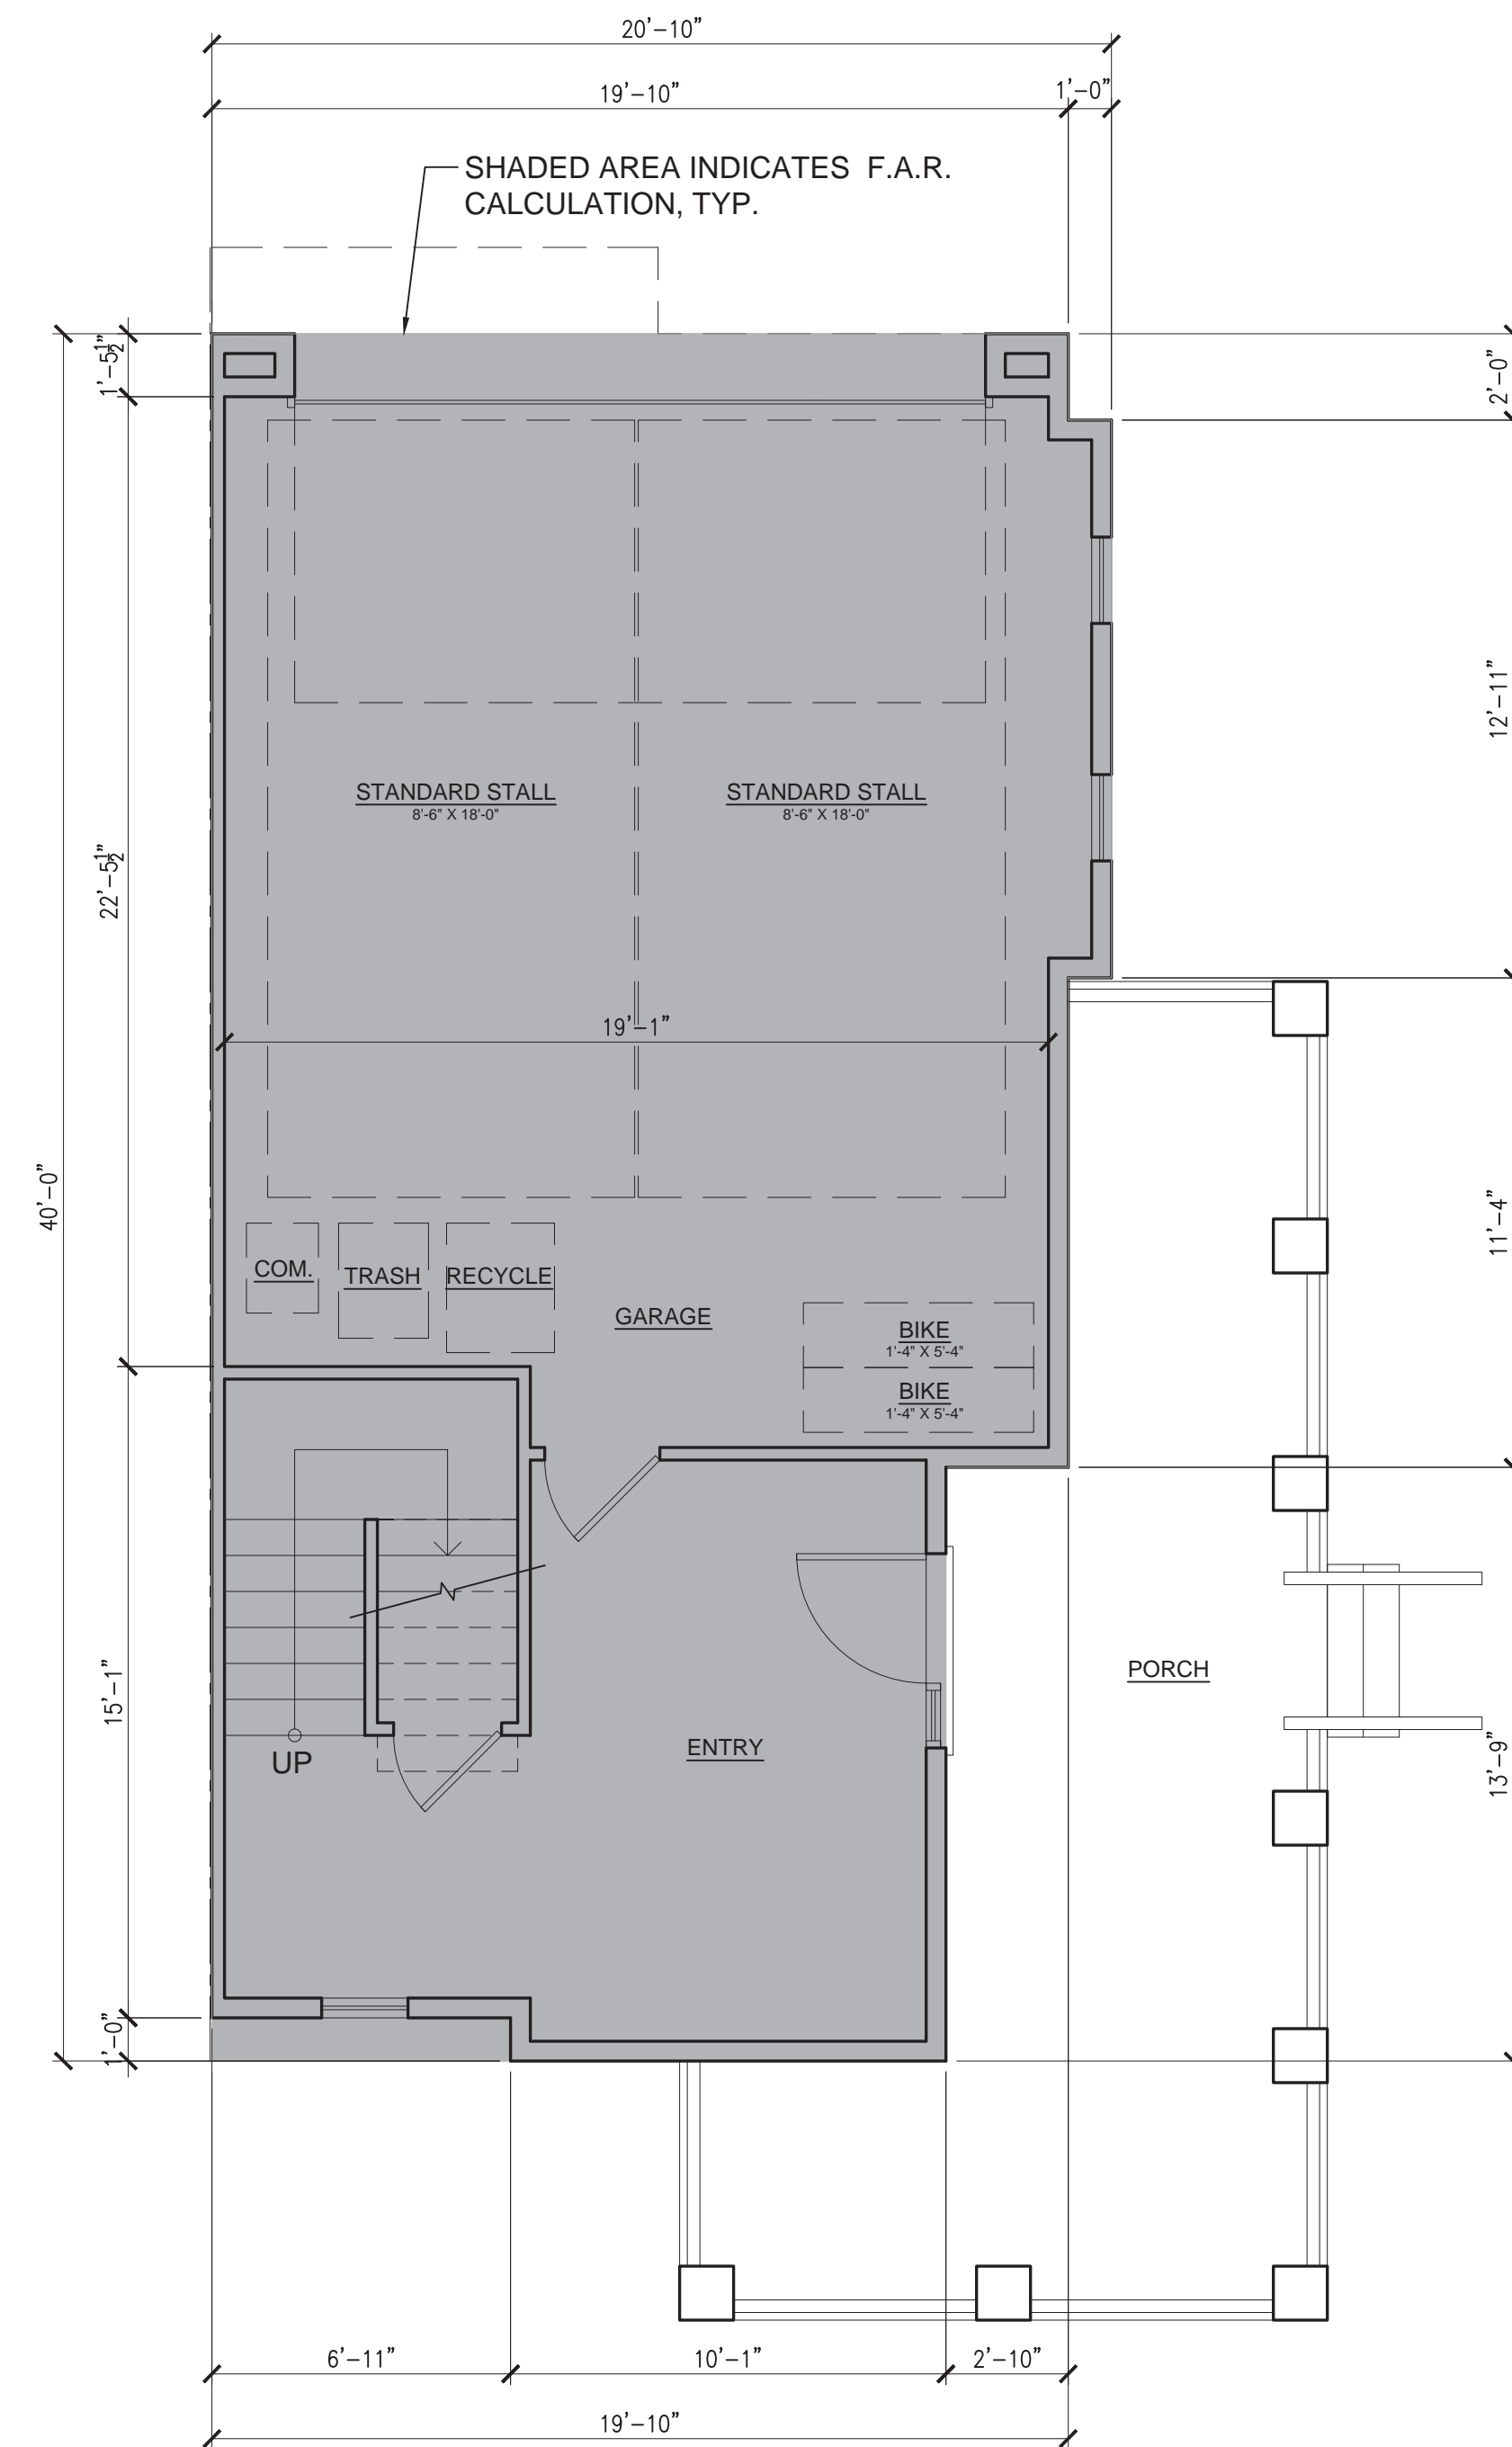 20'-10"
19'-10"
1'-0"
SHADED AREA INDICATES F.A.R.
CALCULATION, TYP.
1'-5½"
2'-0"
12'-11"
STANDARD STALL
8'-6" X 18'-0"
STANDARD STALL
8'-6" X 18'-0"
22'-5½"
19'-1"
40'-0"
11'-4"
COM.
TRASH
RECYCLE
GARAGE
BIKE
1'-4" X 5'-4"
BIKE
1'-4" X 5'-4"
15'-1"
PORCH
UP
ENTRY
13'-9"
1'-0"
6'-11"
10'-1"
2'-10"
19'-10"